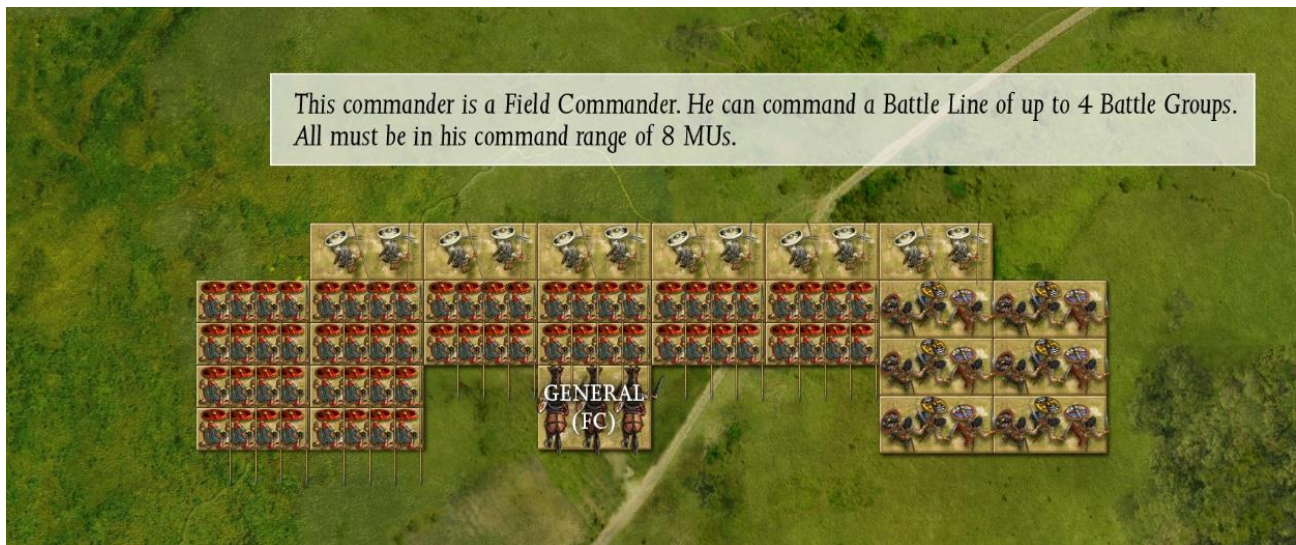 This commander is a Field Commander. He can command a Battle Line of up to 4 Battle Groups.
All must be in his command range of 8 MUs.
GENERAL
(FC)